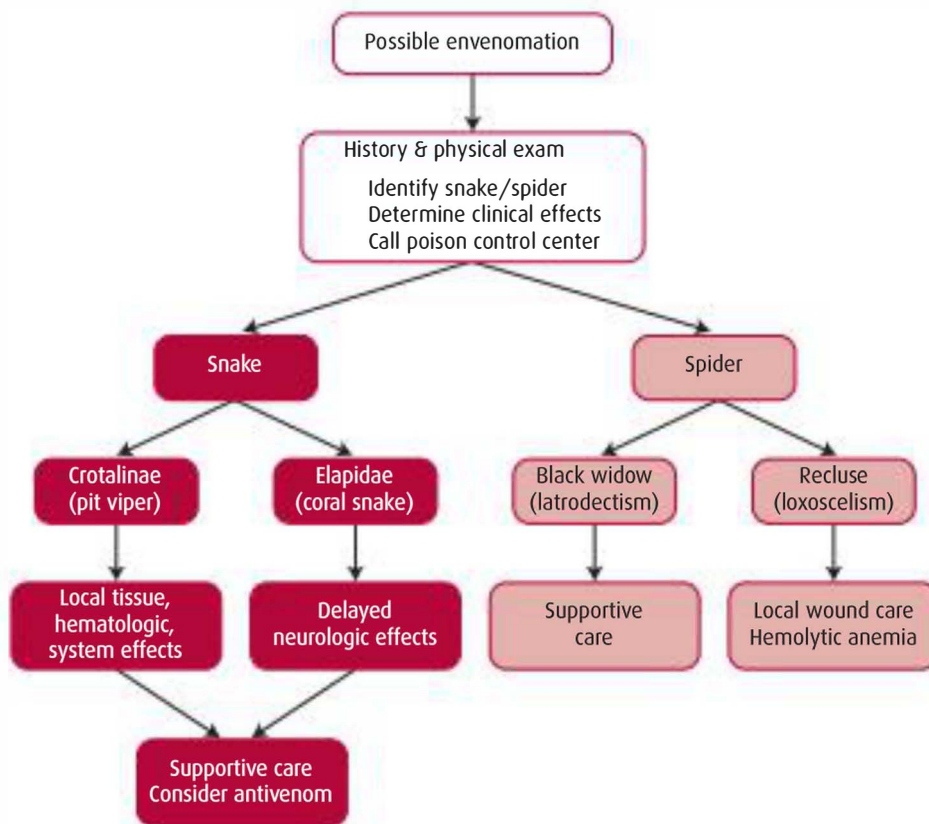 Possible envenomation
History & physical exam
Identify snake/spider
Determine clinical effects
Call poison control center
Snake
Spider
Crotalinae
(pit viper)
Elapidae
(coral snake)
Black widow
(latrodectism)
Recluse
(loxoscelism)
Local tissue,
hematologic,
system effects
Delayed
neurologic effects
Supportive
care
Local wound care
Hemolytic anemia
Supportive care
Consider antivenom